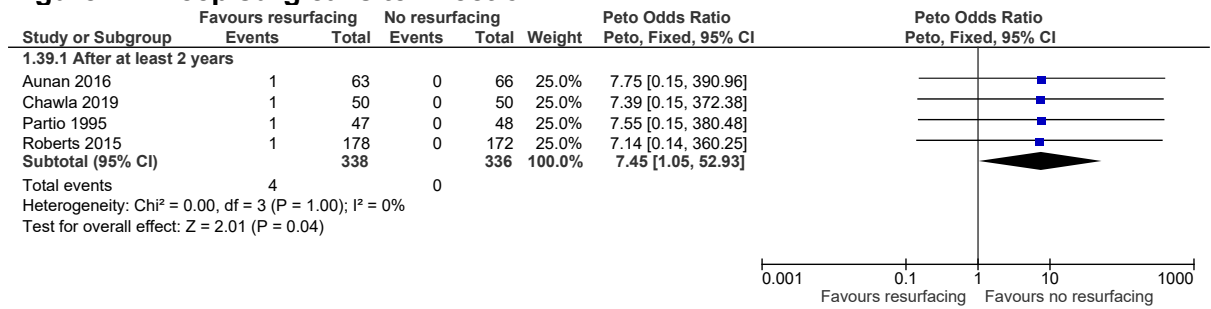 Favours resurfacing No resurfacing Peto Odds Ratio Peto Odds Ratio
Study or Subgroup Events Total Events Total Weight Peto, Fixed, 95% CI Peto, Fixed, 95% CI
1.39.1 After at least 2 years
Aunan 2016 1 63 0 66 25.0% 7.75 [0.15, 390.96]
Chawla 2019 1 50 0 50 25.0% 7.39 [0.15, 372.38]
Partio 1995 1 47 0 48 25.0% 7.55 [0.15, 380.48]
Roberts 2015 1 178 0 172 25.0% 7.14 [0.14, 360.25]
Subtotal (95% CI) 338 336 100.0% 7.45 [1.05, 52.93]
Total events 4 0
Heterogeneity: Chi² = 0.00, df = 3 (P = 1.00); I² = 0%
Test for overall effect: Z = 2.01 (P = 0.04)
0.001 0.1 1 10 1000
Favours resurfacing Favours no resurfacing